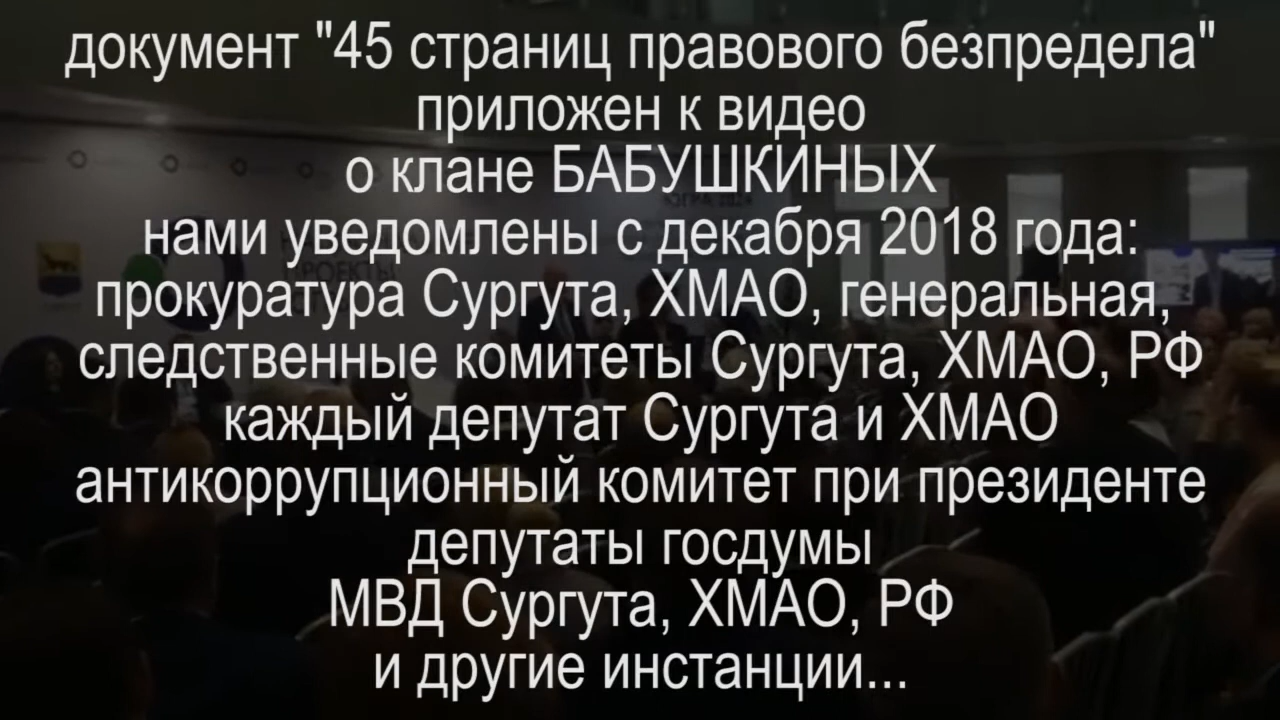 документ "45 страниц правового безпредела"
приложен к видео
о клане БАБУШКИНЫХ
нами уведомлены с декабря 2018 года:
прокуратура Сургута, ХМАО, генеральная,
следственные комитеты Сургута, ХМАО, РФ
каждый депутат Сургута и ХМАО
антикоррупционный комитет при президенте
депутаты госдумы
МВД Сургута, ХМАО, РФ
и другие инстанции...
ПРОЕКТЫ